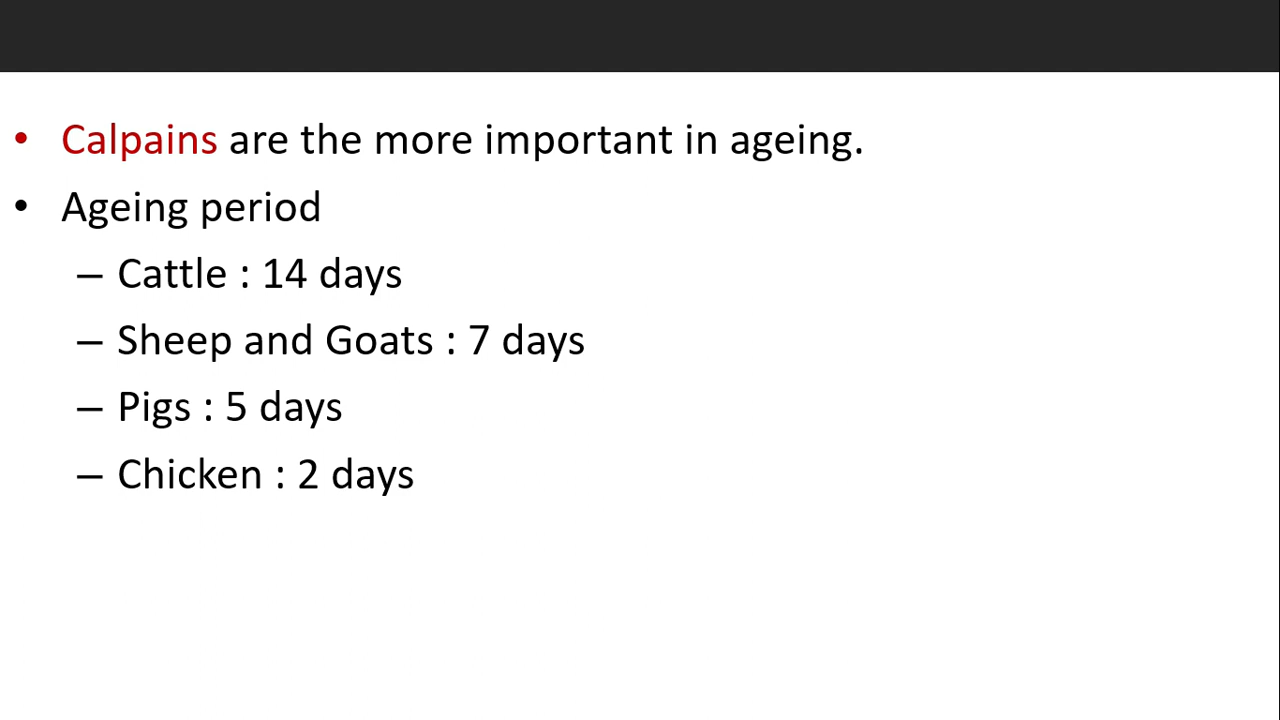 • Calpains are the more important in ageing.
• Ageing period
– Cattle : 14 days
– Sheep and Goats : 7 days
– Pigs : 5 days
– Chicken : 2 days